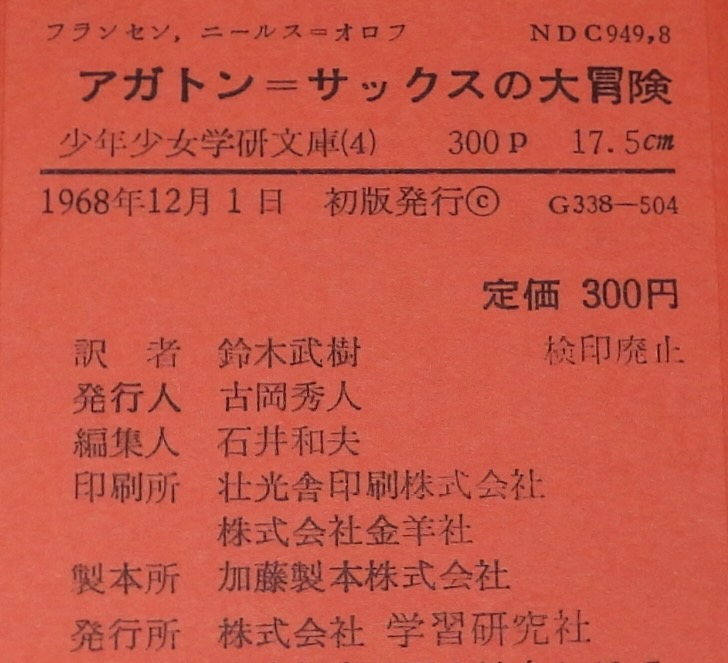 フランセン, ニールス＝オロフ NDC949,8
アガトン＝サックスの大冒険
少年少女学研文庫(4) 300P 17.5cm
1968年12月1日 初版発行© G338－504
定価 300円
訳者 鈴木武樹 検印廃止
発行人 古岡秀人
編集人 石井和夫
印刷所 壮光舎印刷株式会社
株式会社金羊社
製本所 加藤製本株式会社
発行所 株式会社 学習研究社